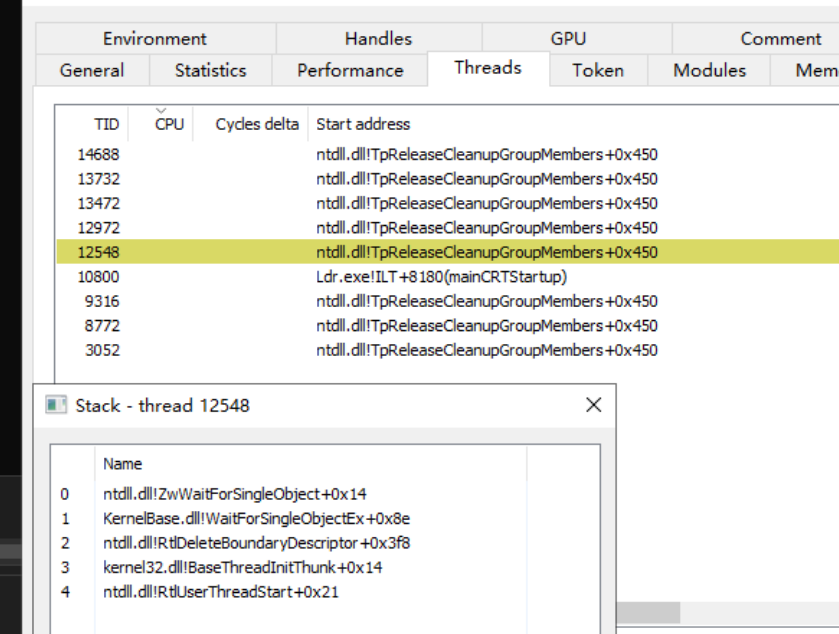 Environment Handles GPU Comment
General Statistics Performance Threads Token Modules Mem
TID CPU Cycles delta Start address
14688 ntdll.dll!TpReleaseCleanupGroupMembers+0x450
13732 ntdll.dll!TpReleaseCleanupGroupMembers+0x450
13472 ntdll.dll!TpReleaseCleanupGroupMembers+0x450
12972 ntdll.dll!TpReleaseCleanupGroupMembers+0x450
12548 ntdll.dll!TpReleaseCleanupGroupMembers+0x450
10800 Ldr.exe!ILT+8180(mainCRTStartup)
9316 ntdll.dll!TpReleaseCleanupGroupMembers+0x450
8772 ntdll.dll!TpReleaseCleanupGroupMembers+0x450
3052 ntdll.dll!TpReleaseCleanupGroupMembers+0x450
Stack - thread 12548
Name
0 ntdll.dll!ZwWaitForSingleObject+0x14
1 KernelBase.dll!WaitForSingleObjectEx+0x8e
2 ntdll.dll!RtlDeleteBoundaryDescriptor+0x3f8
3 kernel32.dll!BaseThreadInitThunk+0x14
4 ntdll.dll!RtlUserThreadStart+0x21